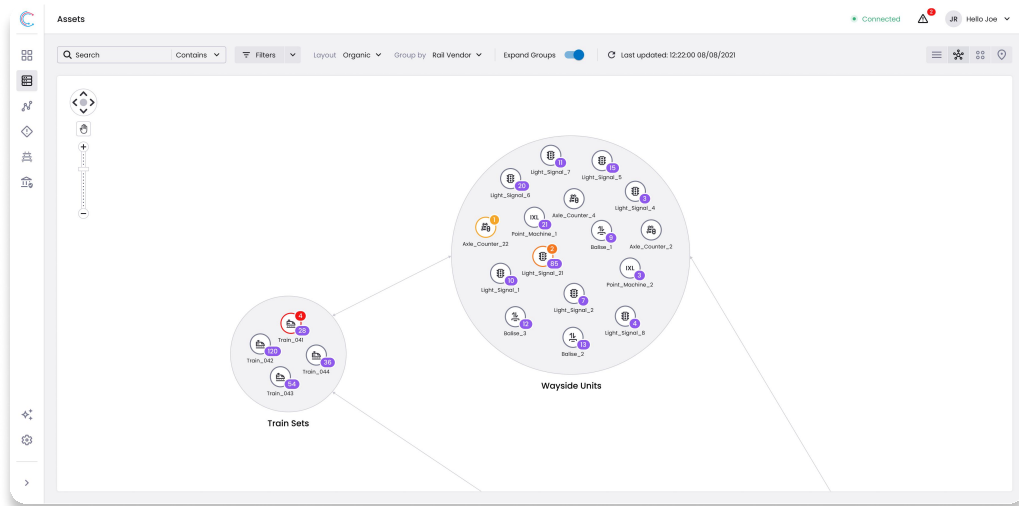 Assets
Connected
2
JR Hello Joe
Search Contains
Filters
Layout Organic
Group by Rail Vendor
Expand Groups
Last updated: 12:22:00 08/08/2021
11
Light_Signal_7
15
Light_Signal_5
20
Light_Signal_6
3
Light_Signal_4
Axle_Counter_4
IXL
21
Point_Machine_1
1
Axle_Counter_22
9
Balise_1
Axle_Counter_2
2
85
Light_Signal_21
IXL
3
Point_Machine_2
10
Light_Signal_1
7
Light_Signal_2
12
Balise_3
4
Light_Signal_8
13
Balise_2
Wayside Units
4
28
Train_041
120
Train_042
36
Train_044
54
Train_043
Train Sets